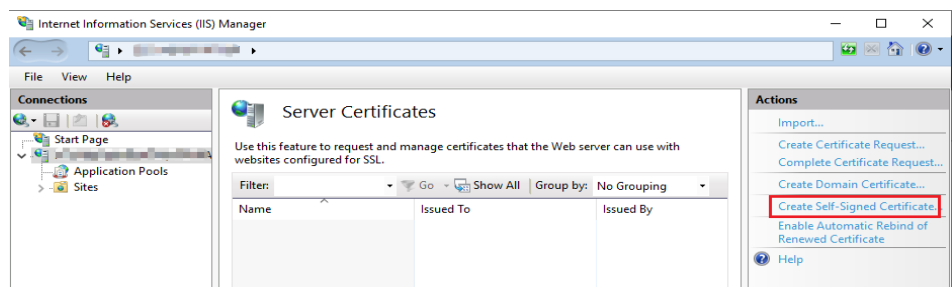 Internet Information Services (IIS) Manager
File View Help
Connections
Start Page
Application Pools
Sites
Server Certificates
Use this feature to request and manage certificates that the Web server can use with
websites configured for SSL.
Filter: Go Show All Group by: No Grouping
Name Issued To Issued By
Actions
Import...
Create Certificate Request...
Complete Certificate Request...
Create Domain Certificate...
Create Self-Signed Certificate...
Enable Automatic Rebind of
Renewed Certificate
Help